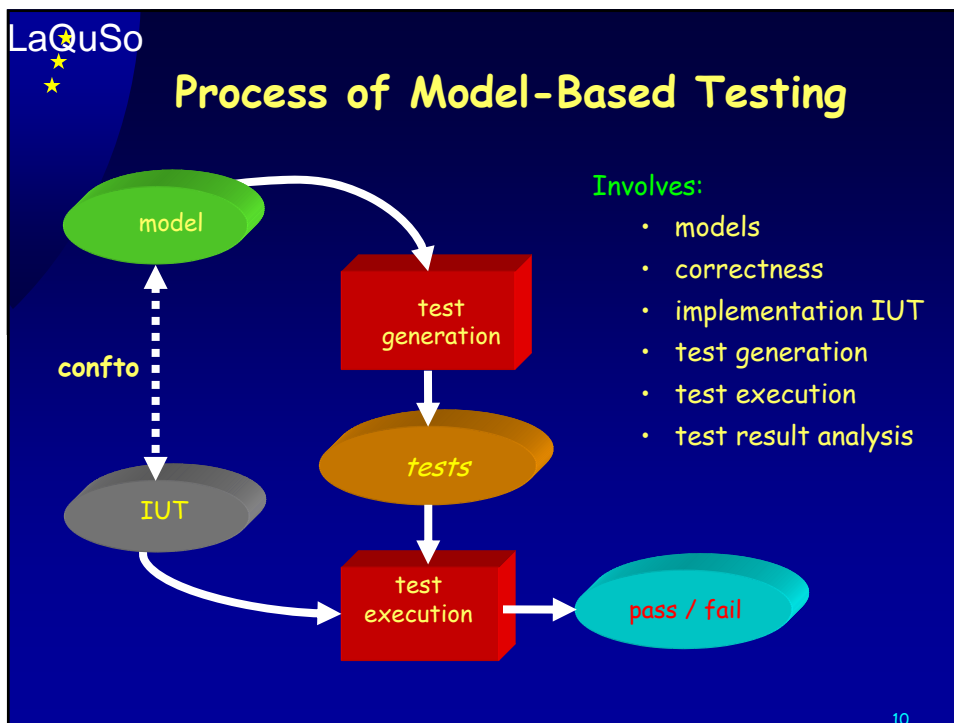 LaQuSo
Process of Model-Based Testing
model
confto
IUT
test
generation
tests
test
execution
pass / fail
Involves:
• models
• correctness
• implementation IUT
• test generation
• test execution
• test result analysis
10